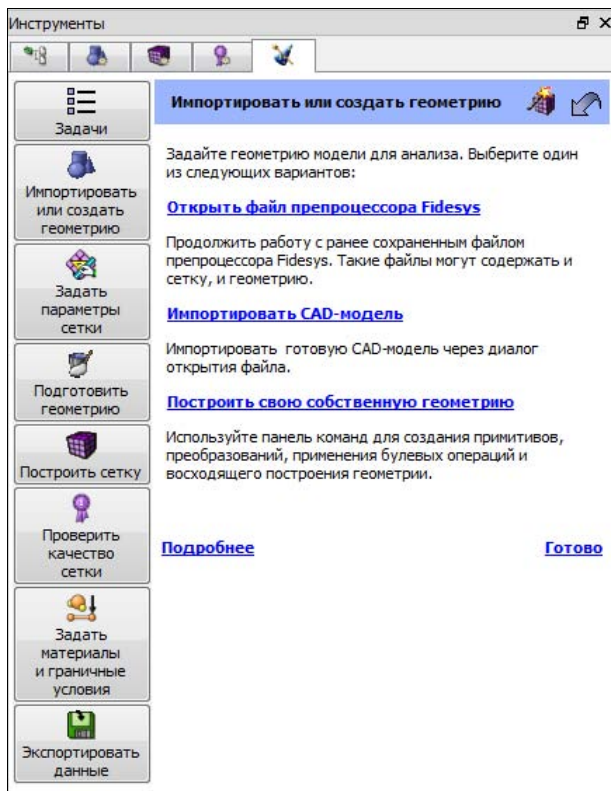 Инструменты
Задачи
Импортировать
или создать
геометрию
Задать
параметры
сетки
Подготовить
геометрию
Построить сетку
Проверить
качество
сетки
Задать
материалы
и граничные
условия
Экспортировать
данные
Импортировать или создать геометрию
Задайте геометрию модели для анализа. Выберите один
из следующих вариантов:
Открыть файл препроцессора Fidesys
Продолжить работу с ранее сохраненным файлом
препроцессора Fidesys. Такие файлы могут содержать и
сетку, и геометрию.
Импортировать CAD-модель
Импортировать готовую CAD-модель через диалог
открытия файла.
Построить свою собственную геометрию
Используйте панель команд для создания примитивов,
преобразований, применения булевых операций и
восходящего построения геометрии.
Подробнее
Готово